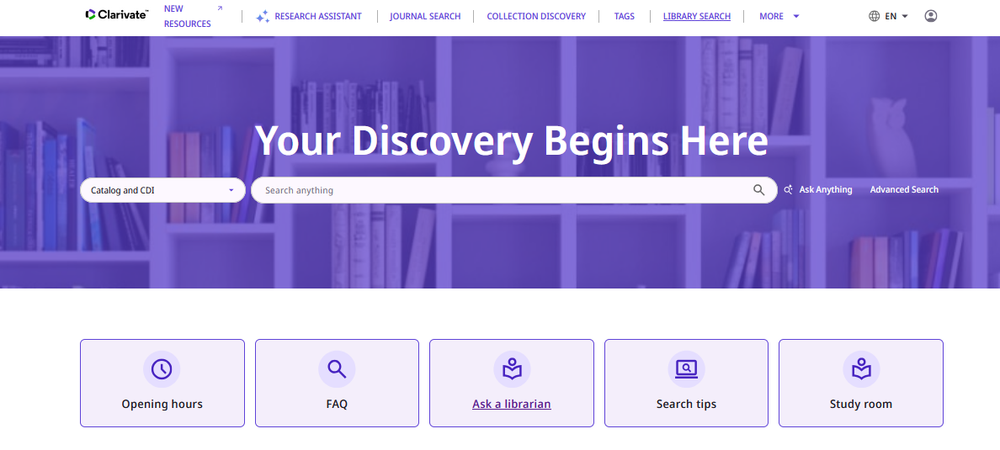 Clarivate™
NEW
RESOURCES
RESEARCH ASSISTANT
JOURNAL SEARCH
COLLECTION DISCOVERY
TAGS
LIBRARY SEARCH
MORE
EN
Your Discovery Begins Here
Catalog and CDI
Search anything
Ask Anything
Advanced Search
Opening hours
FAQ
Ask a librarian
Search tips
Study room